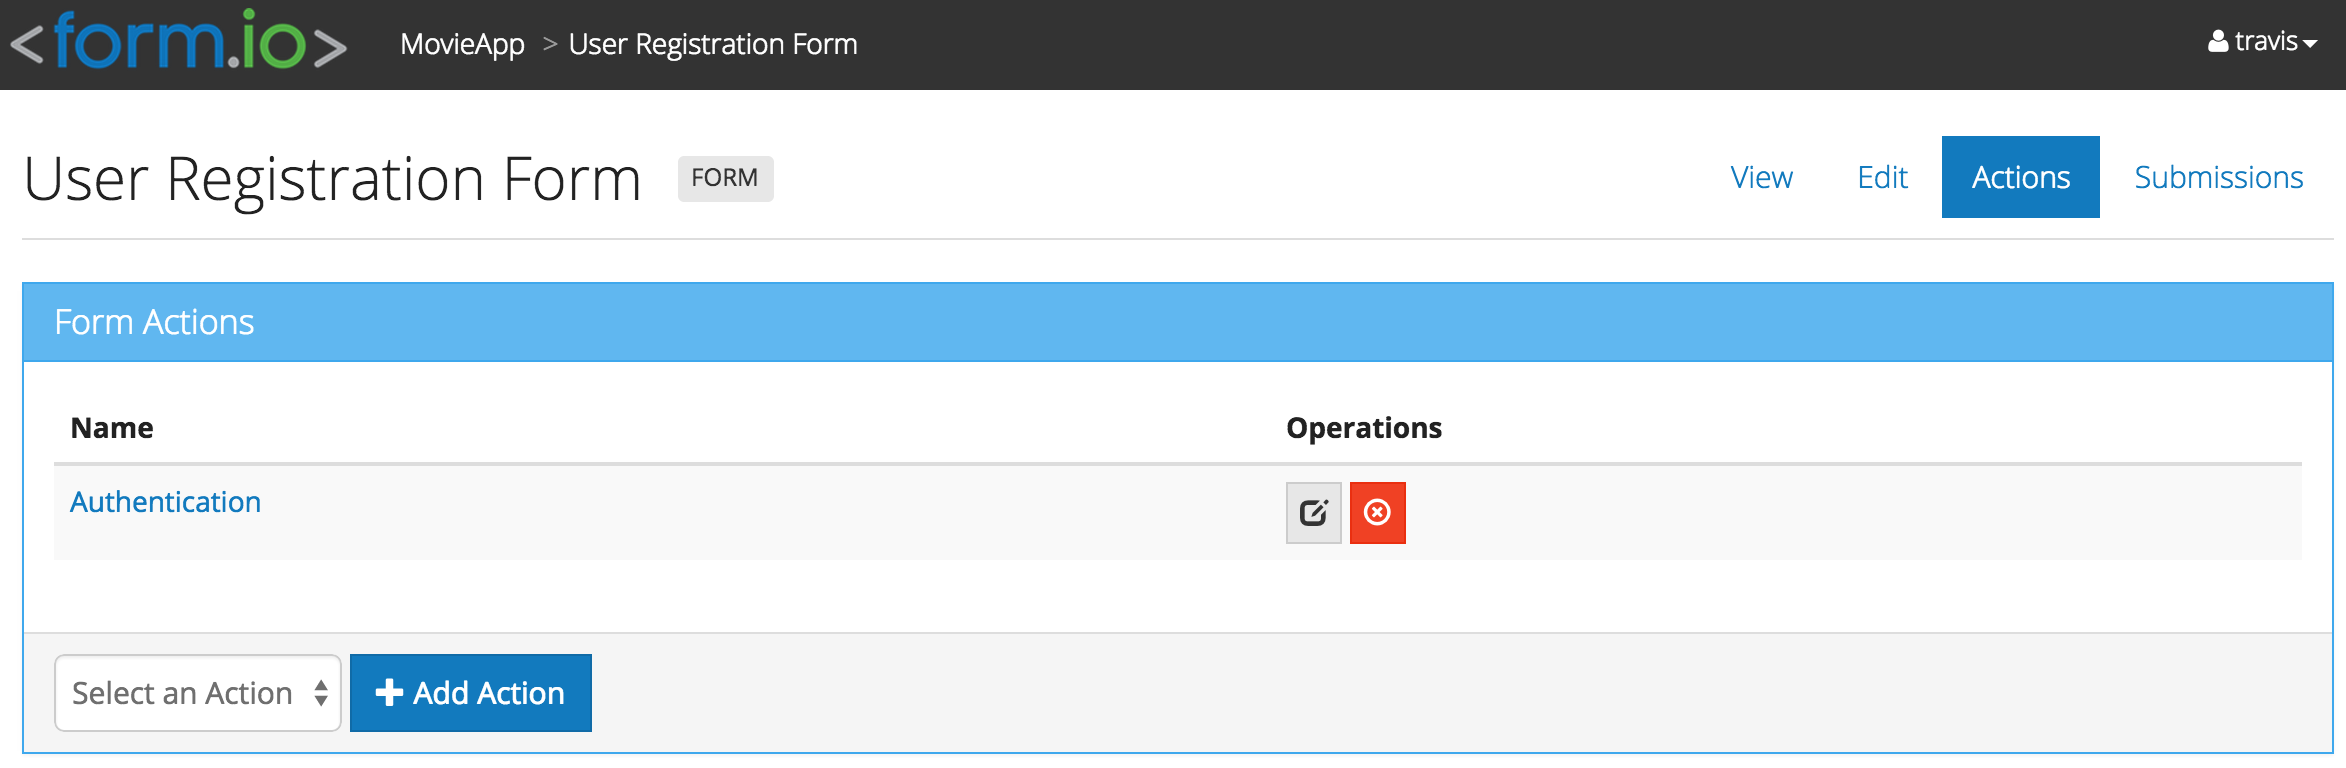 <form.io> MovieApp > User Registration Form travis
User Registration Form FORM View Edit Actions Submissions
Form Actions
Name Operations
Authentication
Select an Action Add Action